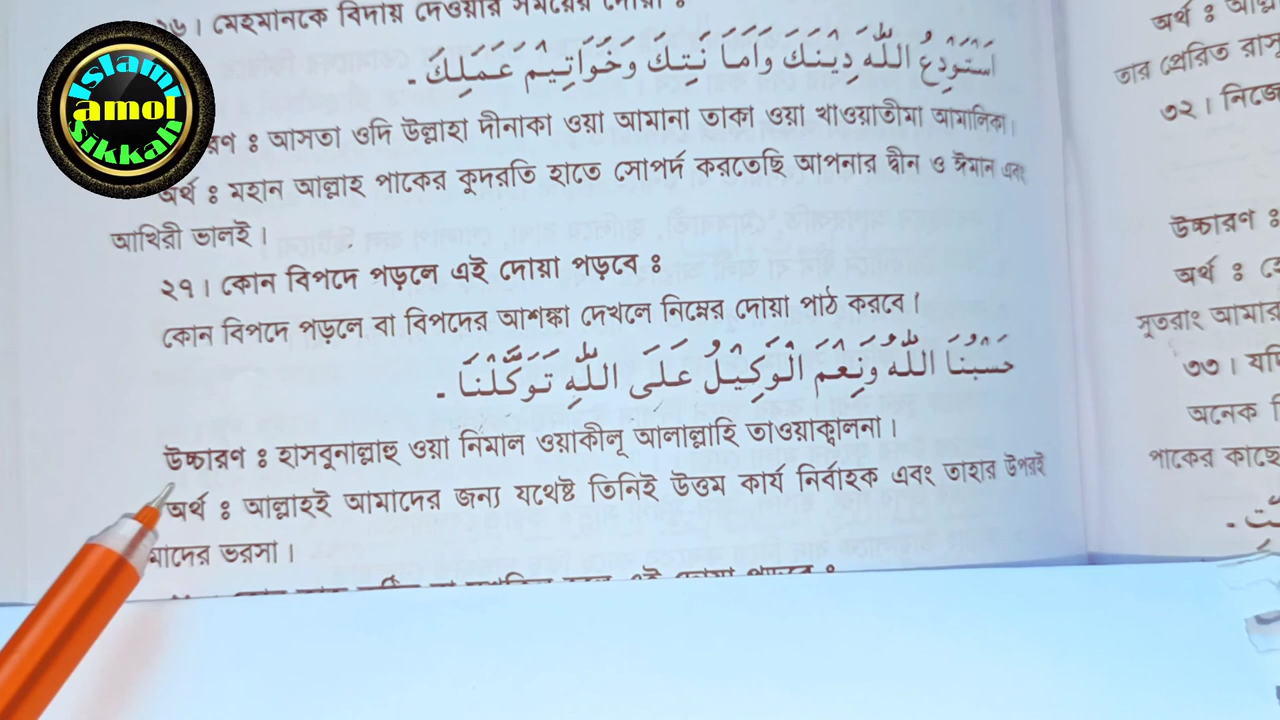 Islami
amol
sikkah
২৬। মেহমানকে বিদায় দেওয়ার সময়ের দোয়া :
اَسْتَوْدِعُ اللّٰهَ دِيْنَكَ وَاَمَا نَتِكَ وَخَوَاتِيْمَ عَمَلِكَ -
রণ : আসতা ওদি উল্লাহা দীনাকা ওয়া আমানা তাকা ওয়া খাওয়াতীমা আমালিকা।
অর্থ : মহান আল্লাহ পাকের কুদরতি হাতে সোপর্দ করতেছি আপনার দ্বীন ও ঈমান এবং
আখিরী ভালই।
২৭। কোন বিপদে পড়লে এই দোয়া পড়বে :
কোন বিপদে পড়লে বা বিপদের আশঙ্কা দেখলে নিম্নের দোয়া পাঠ করবে।
حَسْبُنَا اللّٰهُ وَنِعْمَ الْوَكِيْلُ عَلَى اللّٰهِ تَوَكَّلْنَا -
উচ্চারণ : হাসবুনাল্লাহু ওয়া নিমাল ওয়াকীলূ আলাল্লাহি তাওয়াক্বালনা।
অর্থ : আল্লাহই আমাদের জন্য যথেষ্ট তিনিই উত্তম কার্য নির্বাহক এবং তাহার উপরই
মাদের ভরসা।
অর্থ : আল্লা
তার প্রেরিত রাসূ
৩২। নিজে
উচ্চারণ :
অর্থ : হে
সূতরাং আমার
৩৩। যদি
অনেক
পাকের কাছে